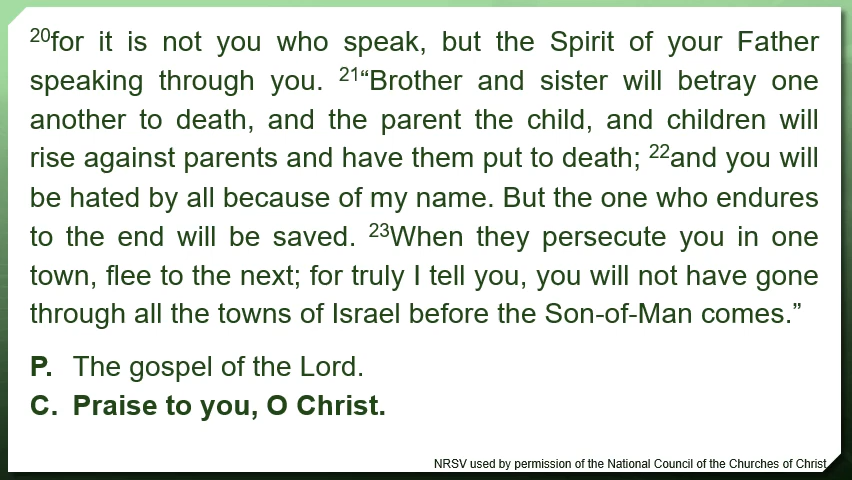 20for it is not you who speak, but the Spirit of your Father
speaking through you. 21“Brother and sister will betray one
another to death, and the parent the child, and children will
rise against parents and have them put to death; 22and you will
be hated by all because of my name. But the one who endures
to the end will be saved. 23When they persecute you in one
town, flee to the next; for truly I tell you, you will not have gone
through all the towns of Israel before the Son-of-Man comes.”
P. The gospel of the Lord.
C. Praise to you, O Christ.
NRSV used by permission of the National Council of the Churches of Christ